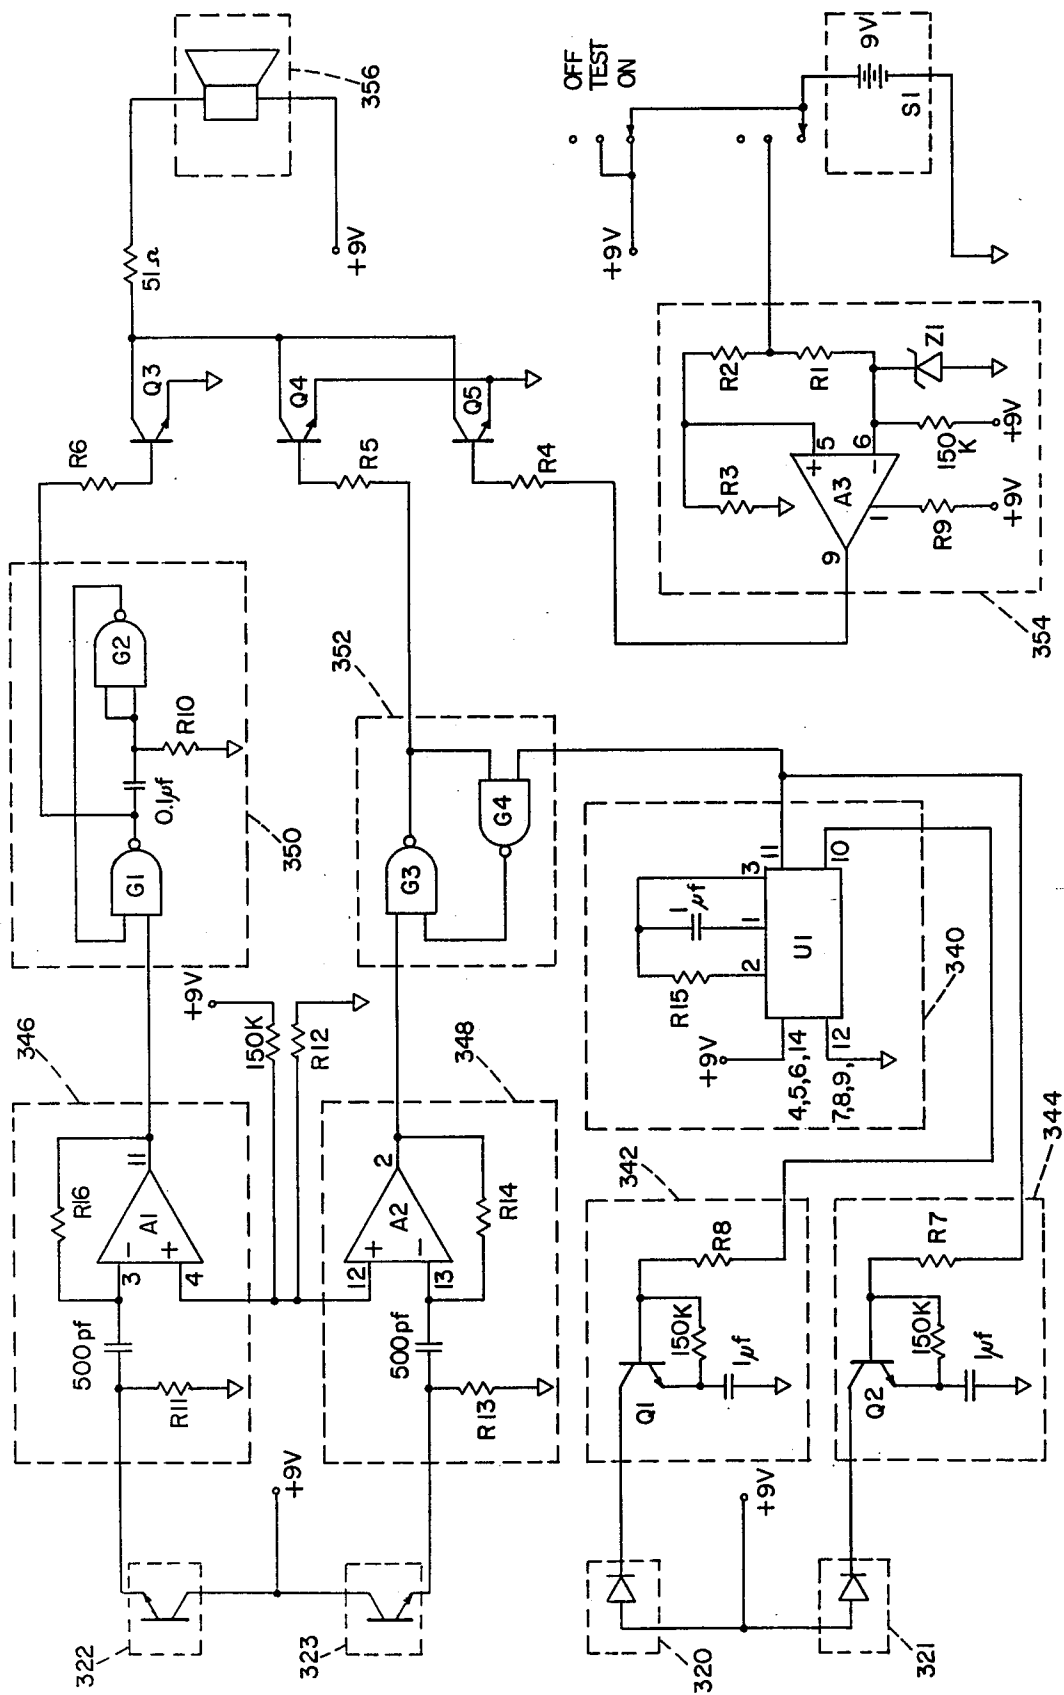 322
323
+9V
R11
500pf
3
4
−
+
A1
R16
11
346
R13
500pf
12
13
+
−
A2
R14
2
348
+9V
150K
R12
G1
0.1μf
R10
G2
350
G3
G4
352
R6
Q3
R5
Q4
R4
Q5
51Ω
+9V
356
320
321
+9V
Q1
150K
1μf
R8
342
Q2
150K
1μf
R7
344
+9V
4,5,6,14
7,8,9,
12
R15
2
1
3
1
μf
U1
11
10
340
9
A3
+
−
5
6
1
R3
R2
R1
Z1
150
K
+9V
R9
+9V
354
+9V
OFF
TEST
ON
9V
S1